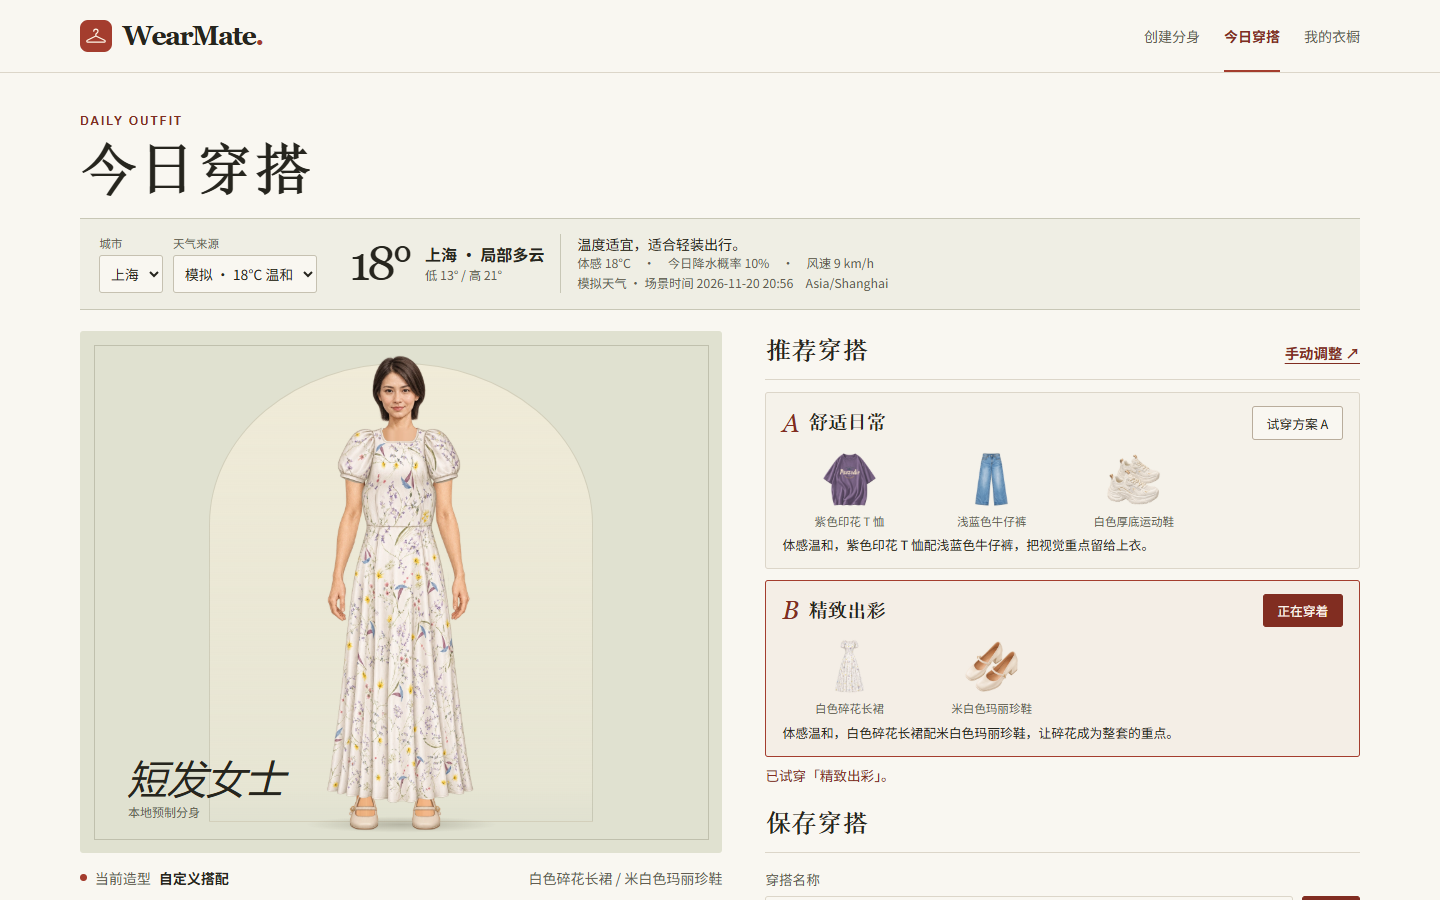 WearMate.
创建分身
今日穿搭
我的衣橱
DAILY OUTFIT
今日穿搭
城市
天气来源
上海
模拟 · 18°C 温和
18°
上海 · 局部多云
低 13° / 高 21°
温度适宜，适合轻装出行。
体感 18°C · 今日降水概率 10% · 风速 9 km/h
模拟天气 · 场景时间 2026-11-20 20:56 Asia/Shanghai
短发女士
本地预制分身
当前造型 自定义搭配
白色碎花长裙 / 米白色玛丽珍鞋
推荐穿搭
手动调整 ↗
A 舒适日常
试穿方案 A
紫色印花 T 恤
浅蓝色牛仔裤
白色厚底运动鞋
体感温和，紫色印花 T 恤配浅蓝色牛仔裤，把视觉重点留给上衣。
B 精致出彩
正在穿着
白色碎花长裙
米白色玛丽珍鞋
体感温和，白色碎花长裙配米白色玛丽珍鞋，让碎花成为整套的重点。
已试穿「精致出彩」。
保存穿搭
穿搭名称